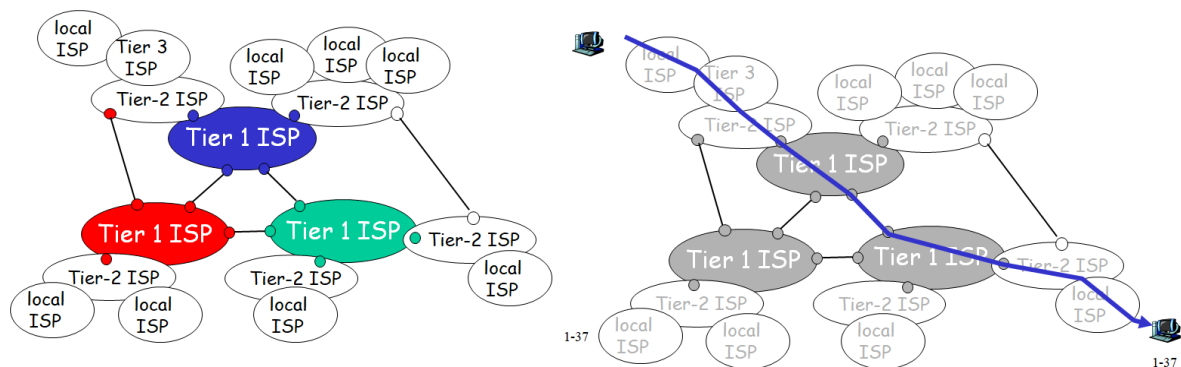 local
ISP
Tier 3
ISP
local
ISP
local
ISP
local
ISP
Tier-2 ISP
Tier-2 ISP
Tier 1 ISP
Tier 1 ISP
Tier 1 ISP
Tier-2 ISP
Tier-2 ISP
Tier-2 ISP
local
ISP
local
ISP
local
ISP
local
ISP
local
ISP
Tier 3
ISP
local
ISP
local
ISP
local
ISP
Tier-2 ISP
Tier-2 ISP
Tier 1 ISP
Tier 1 ISP
Tier 1 ISP
Tier-2 ISP
Tier-2 ISP
Tier-2 ISP
local
ISP
local
ISP
local
ISP
local
ISP
1-37
1-37